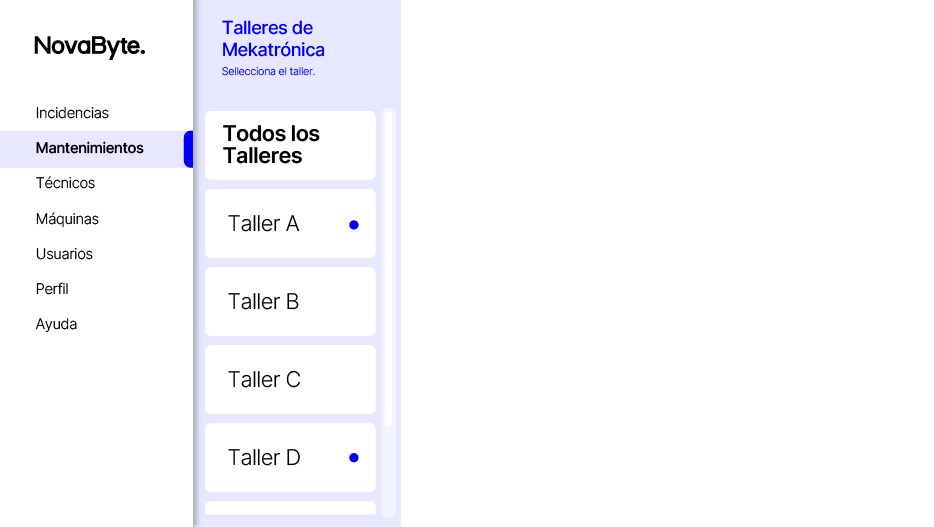 NovaByte.
Incidencias
Mantenimientos
Técnicos
Máquinas
Usuarios
Perfil
Ayuda
Talleres de
Mekatrónica
Sellecciona el taller.
Todos los
Talleres
Taller A
Taller B
Taller C
Taller D